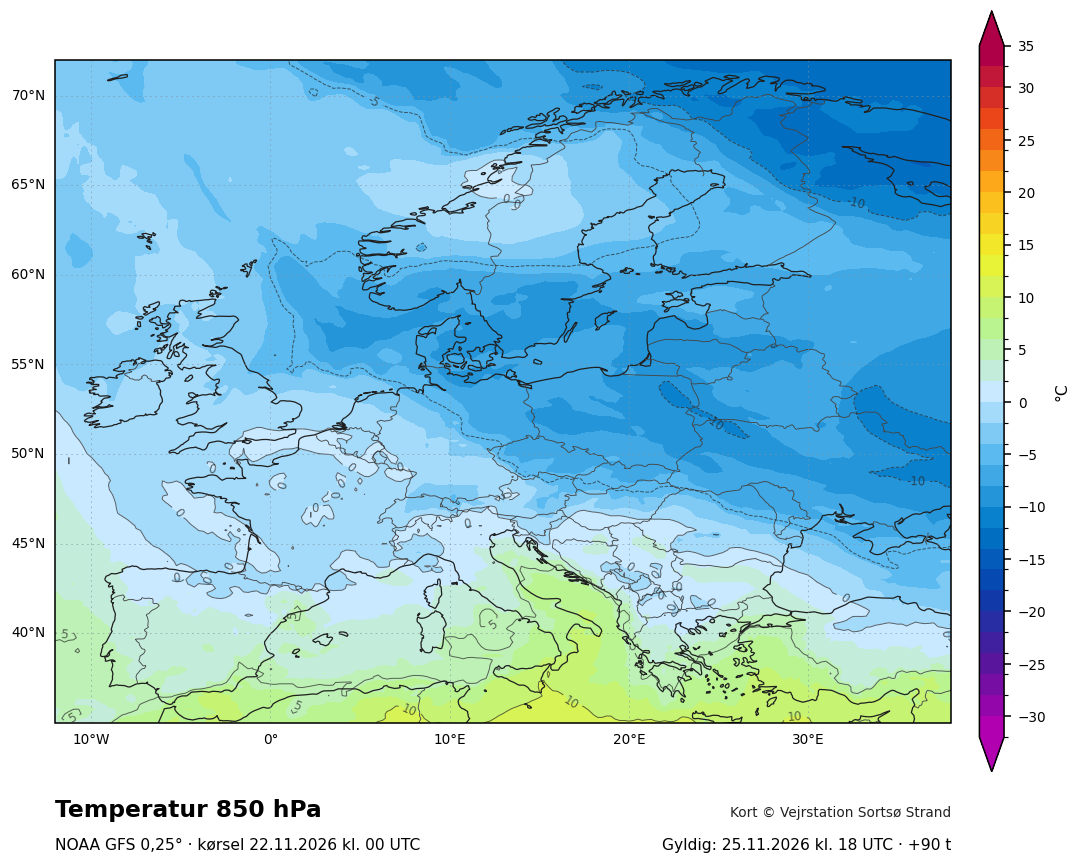 70°N
65°N
60°N
55°N
50°N
45°N
40°N
10°W 0° 10°E 20°E 30°E
35
30
25
20
15
10
5
0
−5
−10
−15
−20
−25
−30
°C
Temperatur 850 hPa
Kort © Vejrstation Sortsø Strand
NOAA GFS 0,25° · kørsel 22.11.2026 kl. 00 UTC
Gyldig: 25.11.2026 kl. 18 UTC · +90 t